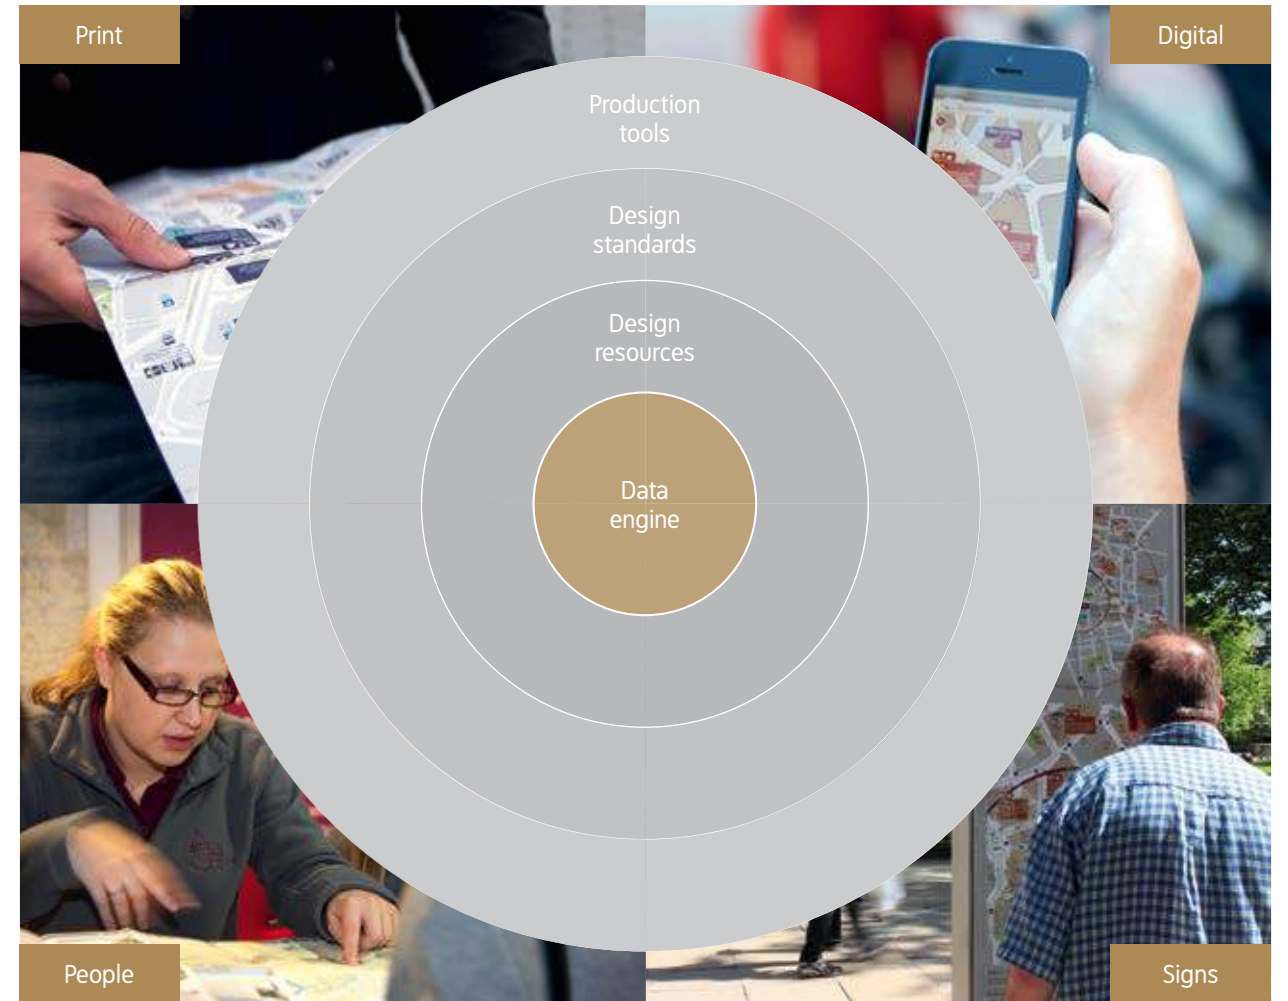 Print
Digital
Production
tools
Design
standards
Design
resources
Data
engine
People
Signs